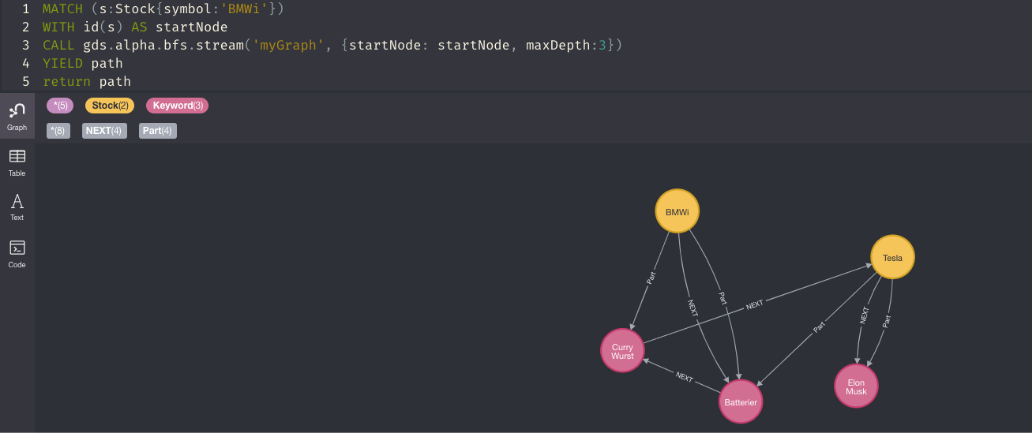 1 MATCH (s:Stock{symbol:'BMWi'})
2 WITH id(s) AS startNode
3 CALL gds.alpha.bfs.stream('myGraph', {startNode: startNode, maxDepth:3})
4 YIELD path
5 return path
Graph
*(5) Stock(2) Keyword(3)
*(8) NEXT(4) Part(4)
Table
Text
Code
BMWi
Tesla
Part
NEXT
Part
NEXT
Part
NEXT
Part
Curry
Wurst
NEXT
Batterier
Elon
Musk